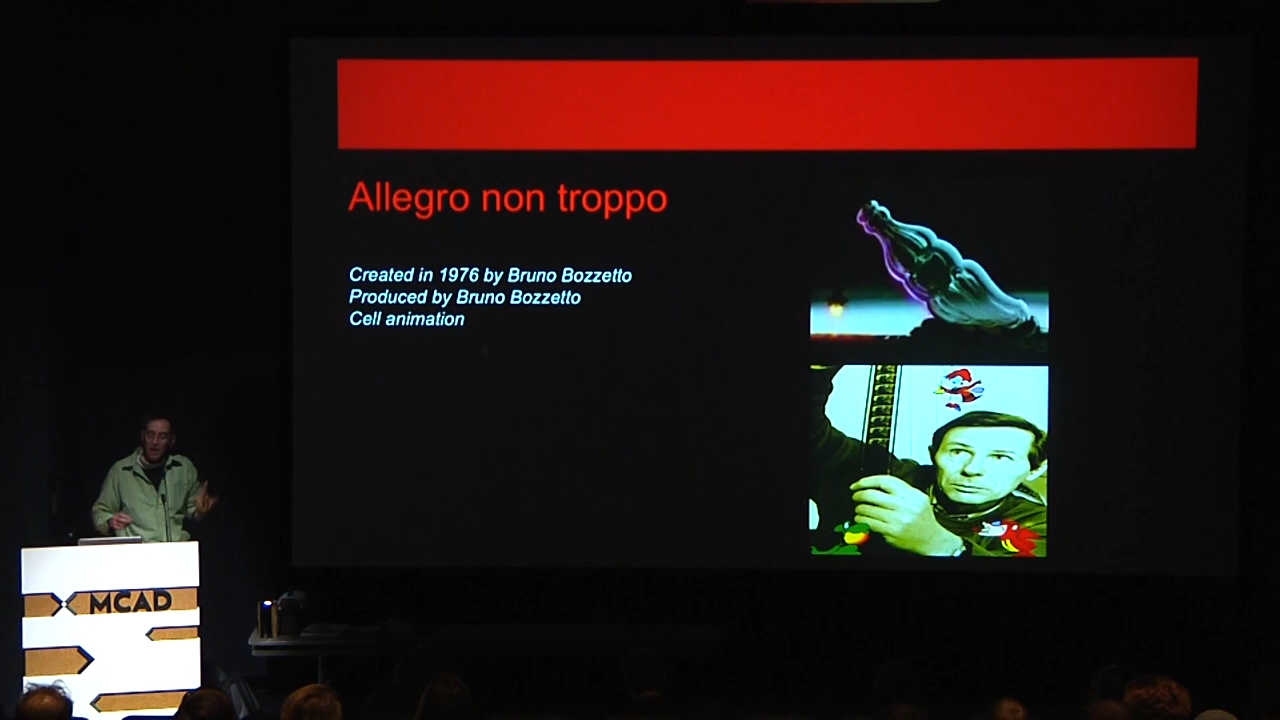 Allegro non troppo
Created in 1976 by Bruno Bozzetto
Produced by Bruno Bozzetto
Cell animation
MCAD